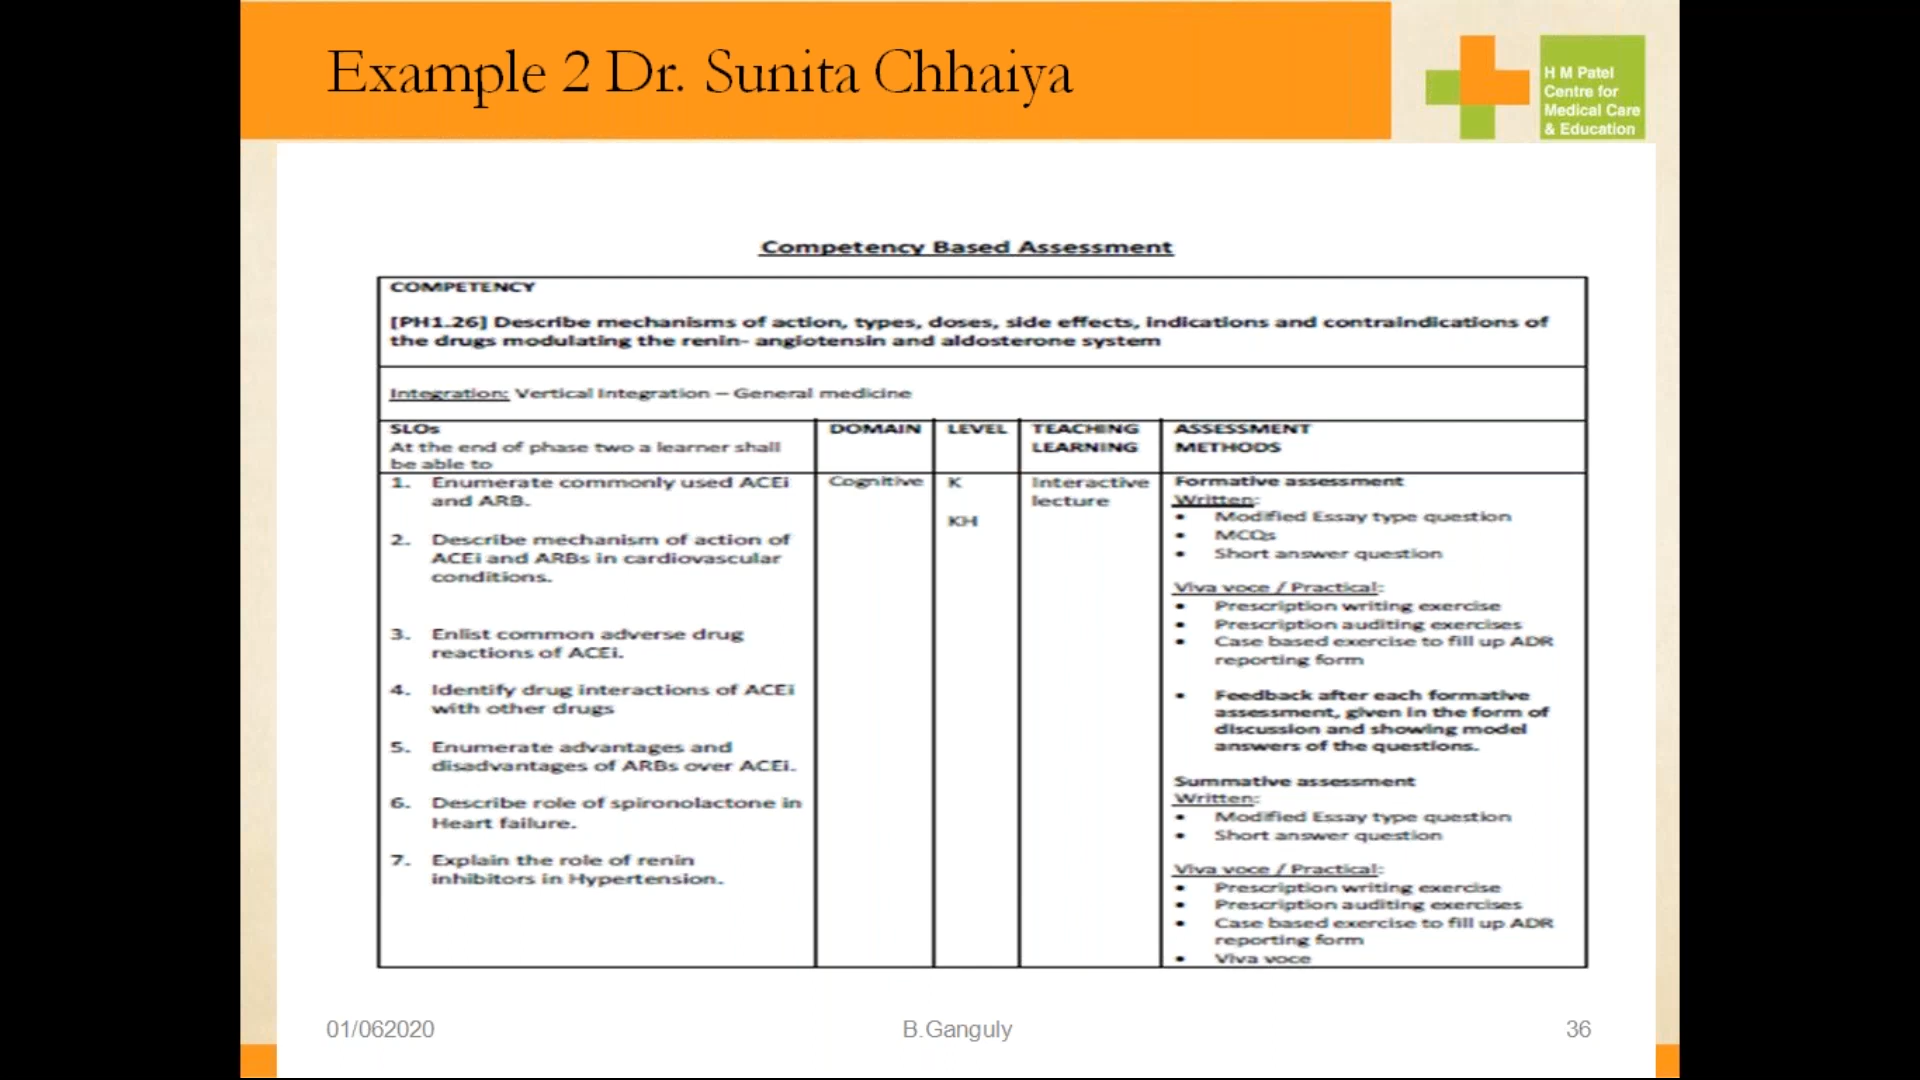 Example 2 Dr. Sunita Chhaiya
H M Patel
Centre for
Medical Care
& Education
Competency Based Assessment
COMPETENCY
[PH1.26] Describe mechanisms of action, types, doses, side effects, indications and contraindications of
the drugs modulating the renin- angiotensin and aldosterone system
Integration: Vertical Integration – General medicine
SLOs
At the end of phase two a learner shall
be able to
DOMAIN
LEVEL
TEACHING
LEARNING
ASSESSMENT
METHODS
1. Enumerate commonly used ACEi
and ARB.
2. Describe mechanism of action of
ACEi and ARBs in cardiovascular
conditions.
3. Enlist common adverse drug
reactions of ACEi.
4. Identify drug interactions of ACEi
with other drugs
5. Enumerate advantages and
disadvantages of ARBs over ACEi.
6. Describe role of spironolactone in
Heart failure.
7. Explain the role of renin
inhibitors in Hypertension.
Cognitive
K
KH
Interactive
lecture
Formative assessment
Written:
• Modified Essay type question
• MCQs
• Short answer question
Viva voce / Practical:
• Prescription writing exercise
• Prescription auditing exercises
• Case based exercise to fill up ADR
reporting form
• Feedback after each formative
assessment, given in the form of
discussion and showing model
answers of the questions.
Summative assessment
Written:
• Modified Essay type question
• Short answer question
Viva voce / Practical:
• Prescription writing exercise
• Prescription auditing exercises
• Case based exercise to fill up ADR
reporting form
• Viva voce
01/062020
B.Ganguly
36